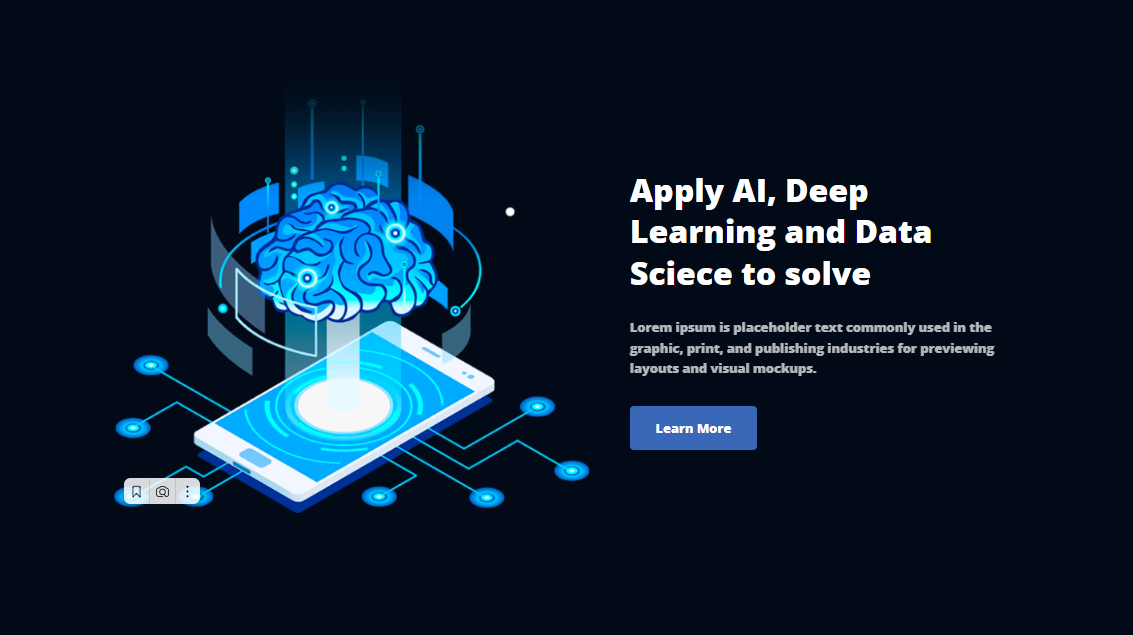 Apply AI, Deep
Learning and Data
Sciece to solve
Lorem ipsum is placeholder text commonly used in the
graphic, print, and publishing industries for previewing
layouts and visual mockups.
Learn More